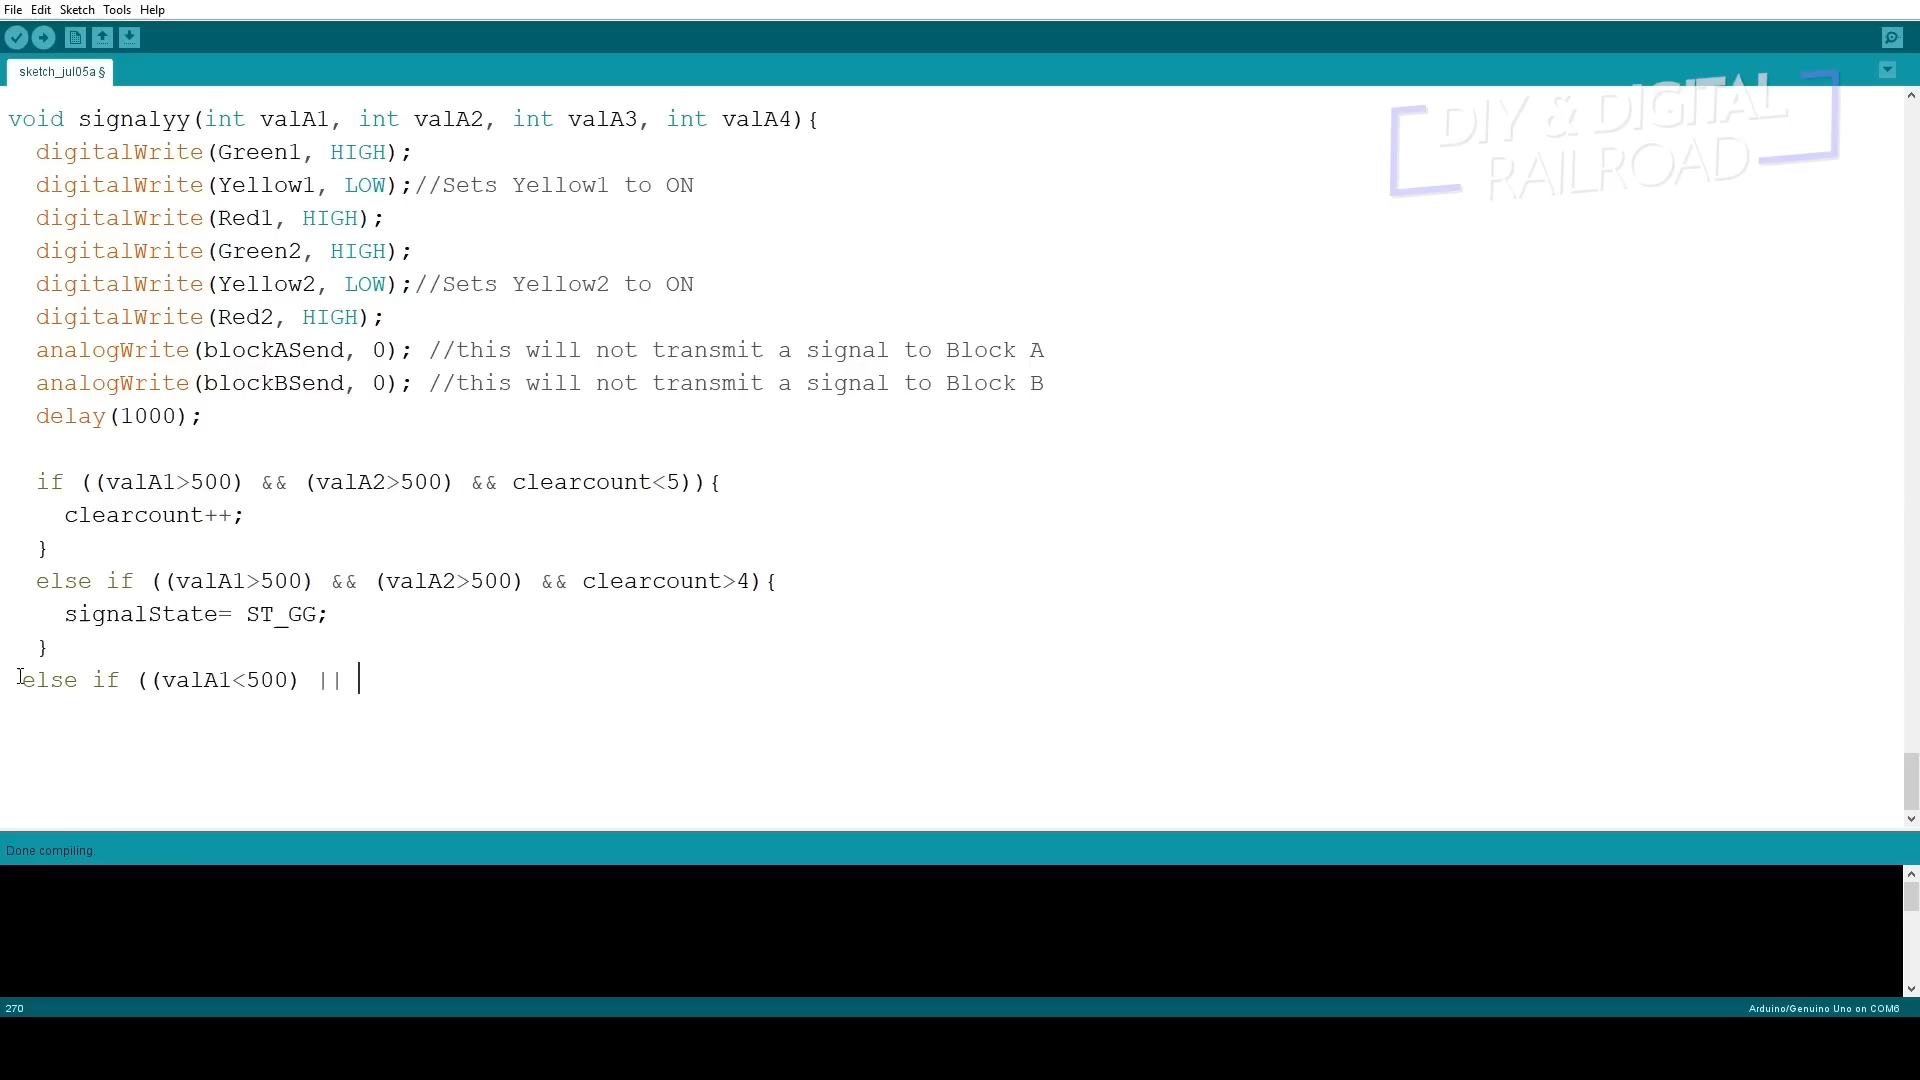 File Edit Sketch Tools Help
sketch_jul05a §
DIY & DIGITAL
RAILROAD
void signalyy(int valA1, int valA2, int valA3, int valA4){
digitalWrite(Green1, HIGH);
digitalWrite(Yellow1, LOW);//Sets Yellow1 to ON
digitalWrite(Red1, HIGH);
digitalWrite(Green2, HIGH);
digitalWrite(Yellow2, LOW);//Sets Yellow2 to ON
digitalWrite(Red2, HIGH);
analogWrite(blockASend, 0); //this will not transmit a signal to Block A
analogWrite(blockBSend, 0); //this will not transmit a signal to Block B
delay(1000);
if ((valA1>500) && (valA2>500) && clearcount<5)){
clearcount++;
}
else if ((valA1>500) && (valA2>500) && clearcount>4){
signalState= ST_GG;
}
else if ((valA1<500) ||
Done compiling.
270
Arduino/Genuino Uno on COM6